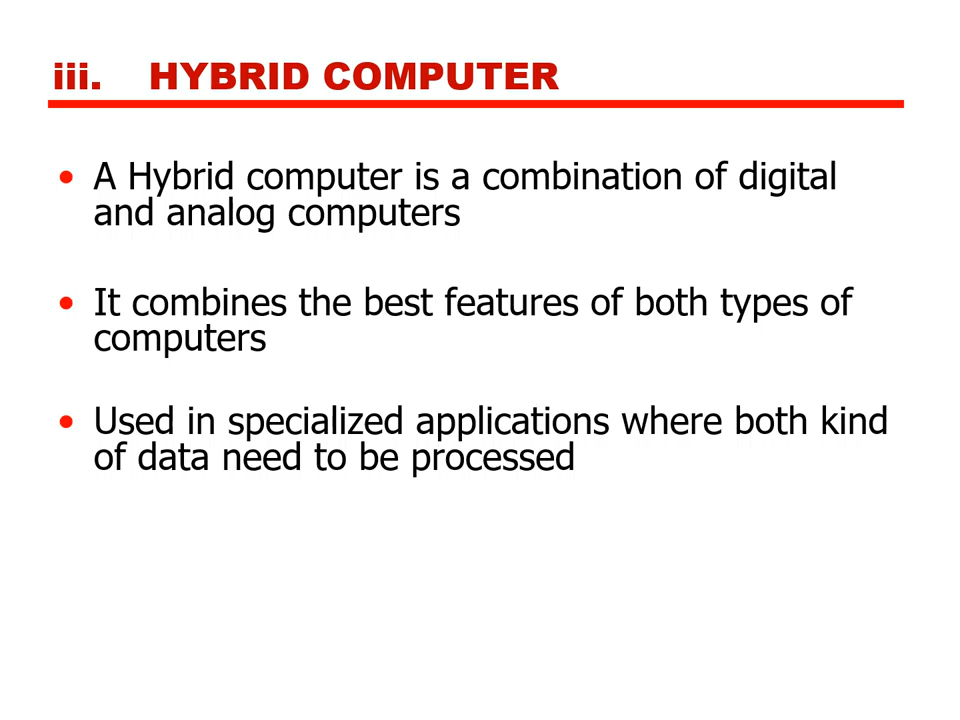 iii. HYBRID COMPUTER
• A Hybrid computer is a combination of digital
and analog computers
• It combines the best features of both types of
computers
• Used in specialized applications where both kind
of data need to be processed